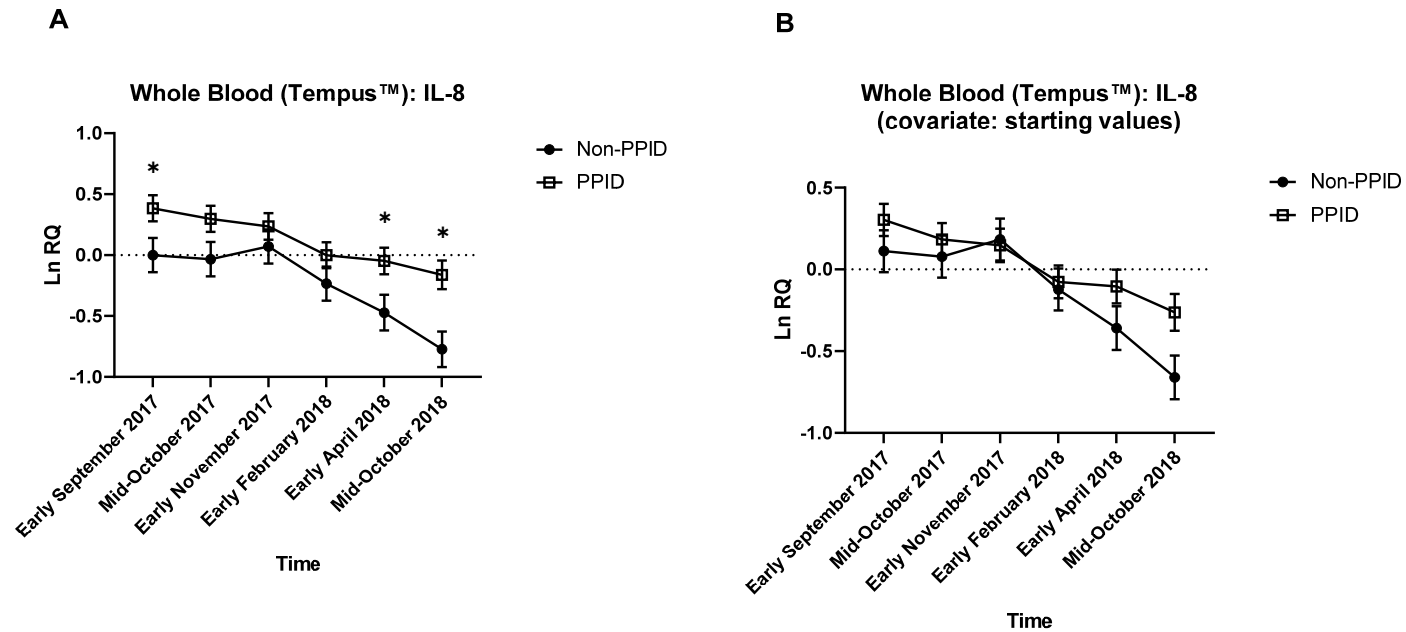 A
Whole Blood (Tempus™): IL-8
1.0
0.5
0.0
-0.5
-1.0
Ln RQ
*
*
*
Non-PPID
PPID
Early September 2017
Mid-October 2017
Early November 2017
Early February 2018
Early April 2018
Mid-October 2018
Time
B
Whole Blood (Tempus™): IL-8
(covariate: starting values)
0.5
0.0
-0.5
-1.0
Ln RQ
Non-PPID
PPID
Early September 2017
Mid-October 2017
Early November 2017
Early February 2018
Early April 2018
Mid-October 2018
Time